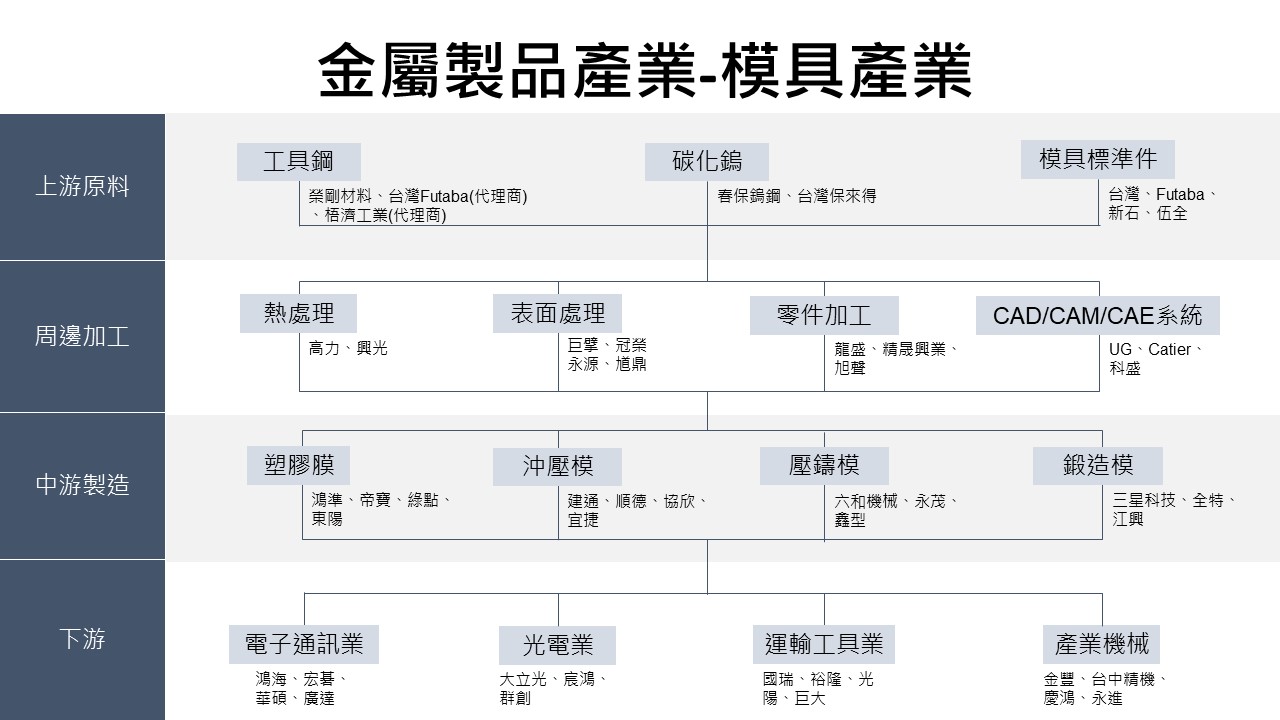 金屬製品產業-模具產業
上游原料
工具鋼
榮剛材料、台灣Futaba(代理商)
、梧濟工業(代理商)
碳化鎢
春保鎢鋼、台灣保來得
模具標準件
台灣、Futaba、
新石、伍全
周邊加工
熱處理
高力、興光
表面處理
巨擘、冠榮
永源、馗鼎
零件加工
龍盛、精晟興業、
旭聲
CAD/CAM/CAE系統
UG、Catier、
科盛
中游製造
塑膠膜
鴻準、帝寶、綠點、
東陽
沖壓模
建通、順德、協欣、
宜捷
壓鑄模
六和機械、永茂、
鑫型
鍛造模
三星科技、全特、
江興
下游
電子通訊業
鴻海、宏碁、
華碩、廣達
光電業
大立光、宸鴻、
群創
運輸工具業
國瑞、裕隆、光
陽、巨大
產業機械
金豐、台中精機、
慶鴻、永進